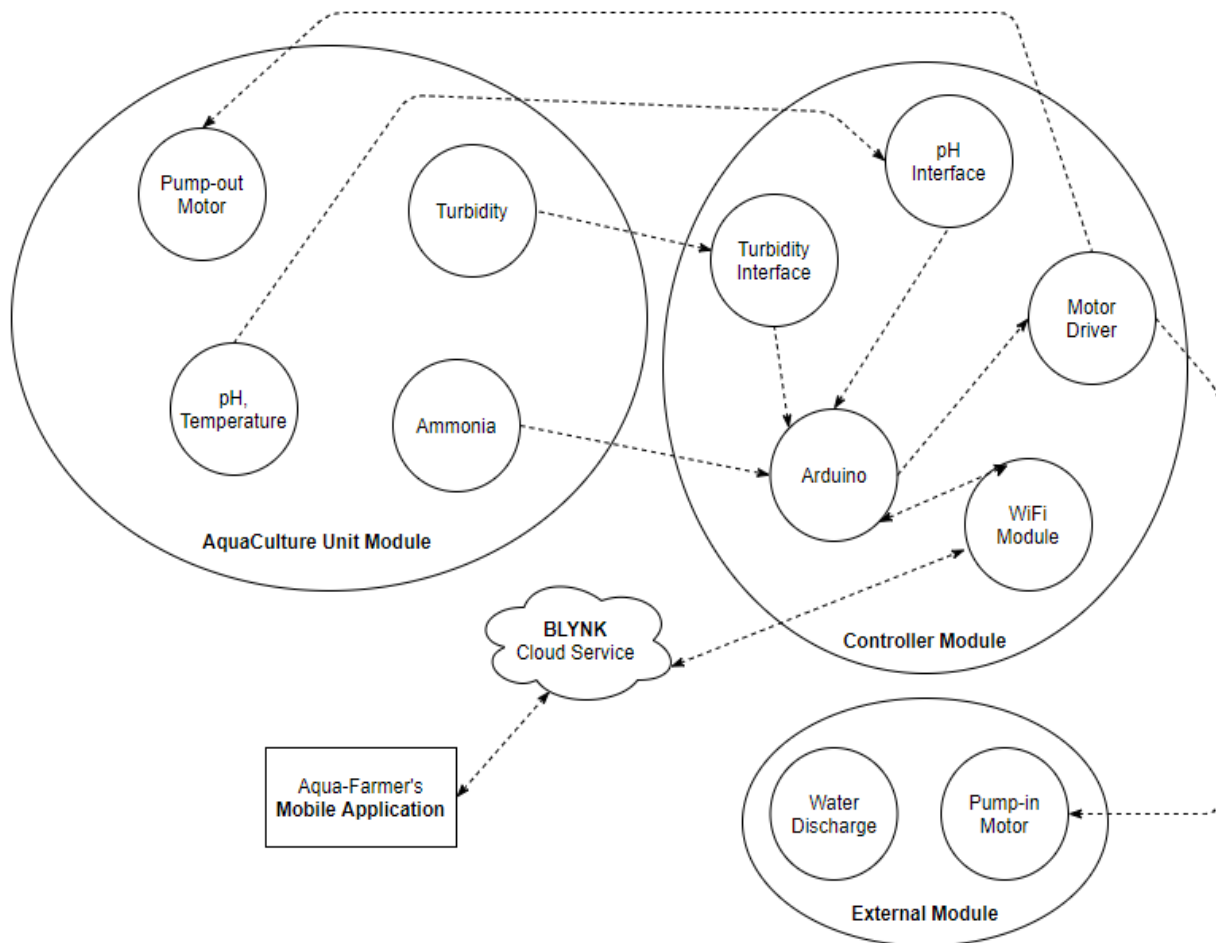 Pump-out
Motor
Turbidity
pH,
Temperature
Ammonia
AquaCulture Unit Module
pH
Interface
Turbidity
Interface
Motor
Driver
Arduino
WiFi
Module
Controller Module
BLYNK
Cloud Service
Aqua-Farmer's
Mobile Application
Water
Discharge
Pump-in
Motor
External Module